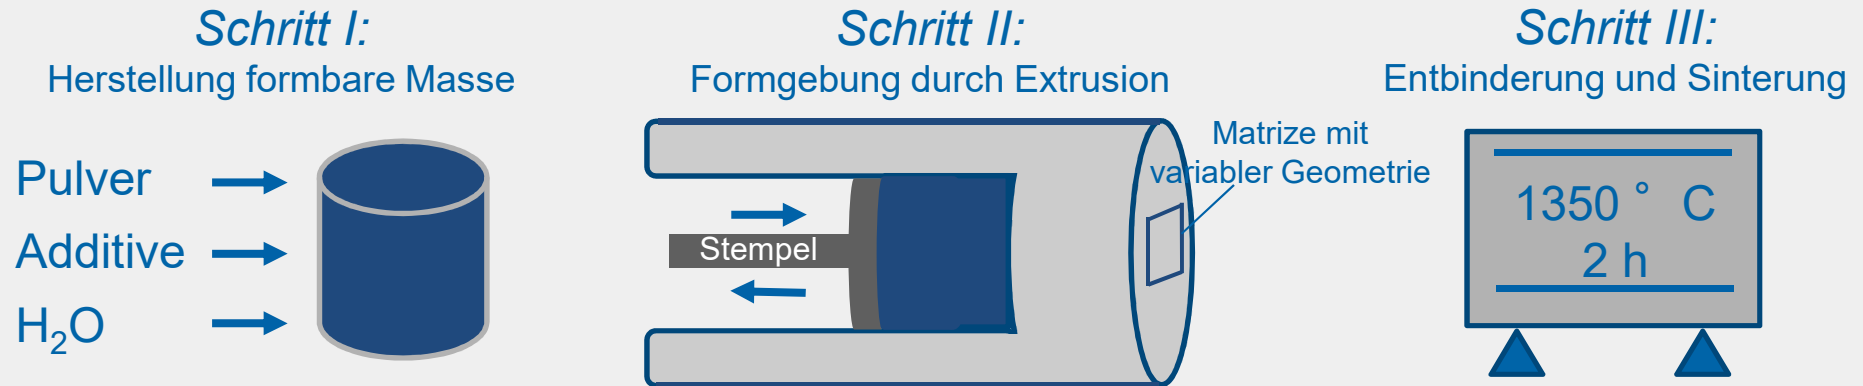 Schritt I:
Herstellung formbare Masse
Pulver
Additive
H₂O
Schritt II:
Formgebung durch Extrusion
Matrize mit
variabler Geometrie
Stempel
Schritt III:
Entbinderung und Sinterung
1350 ° C
2 h